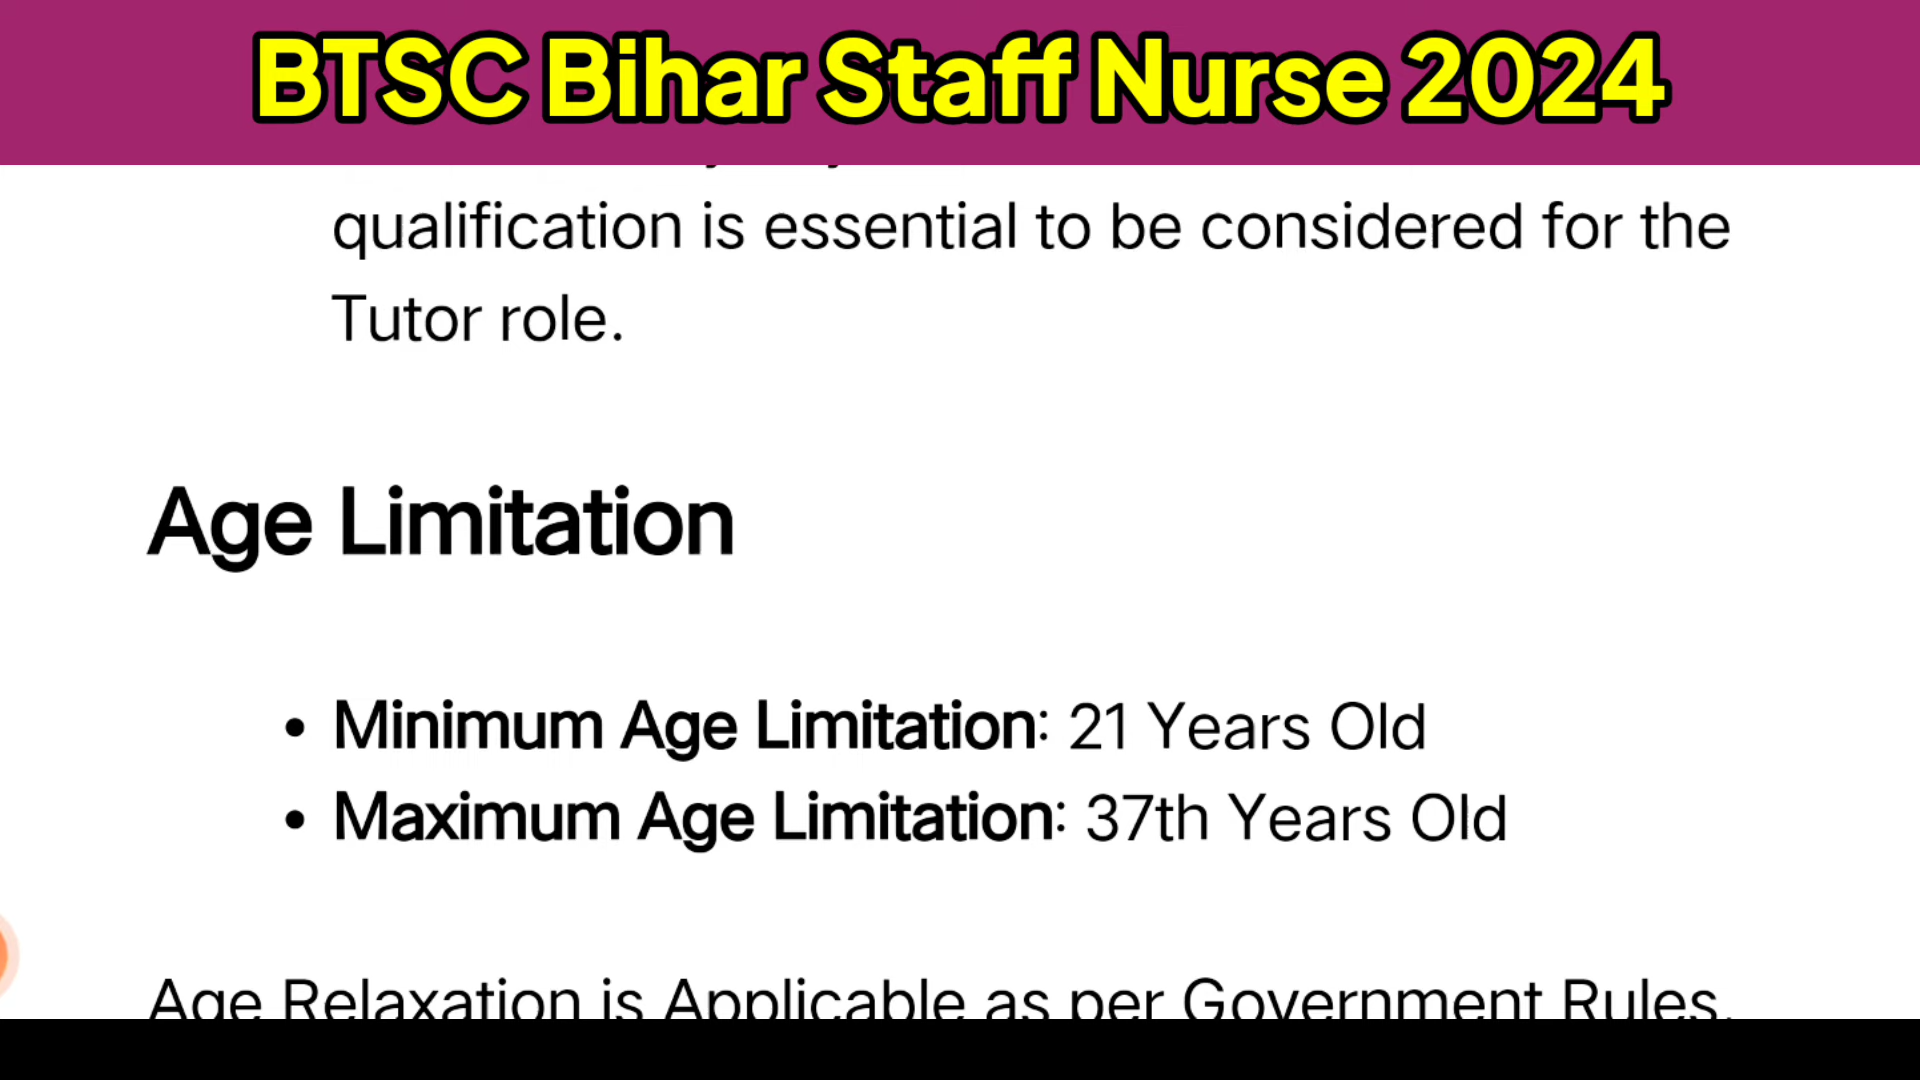 BTSC Bihar Staff Nurse 2024
qualification is essential to be considered for the
Tutor role.
Age Limitation
• Minimum Age Limitation: 21 Years Old
• Maximum Age Limitation: 37th Years Old
Age Relaxation is Applicable as per Government Rules.